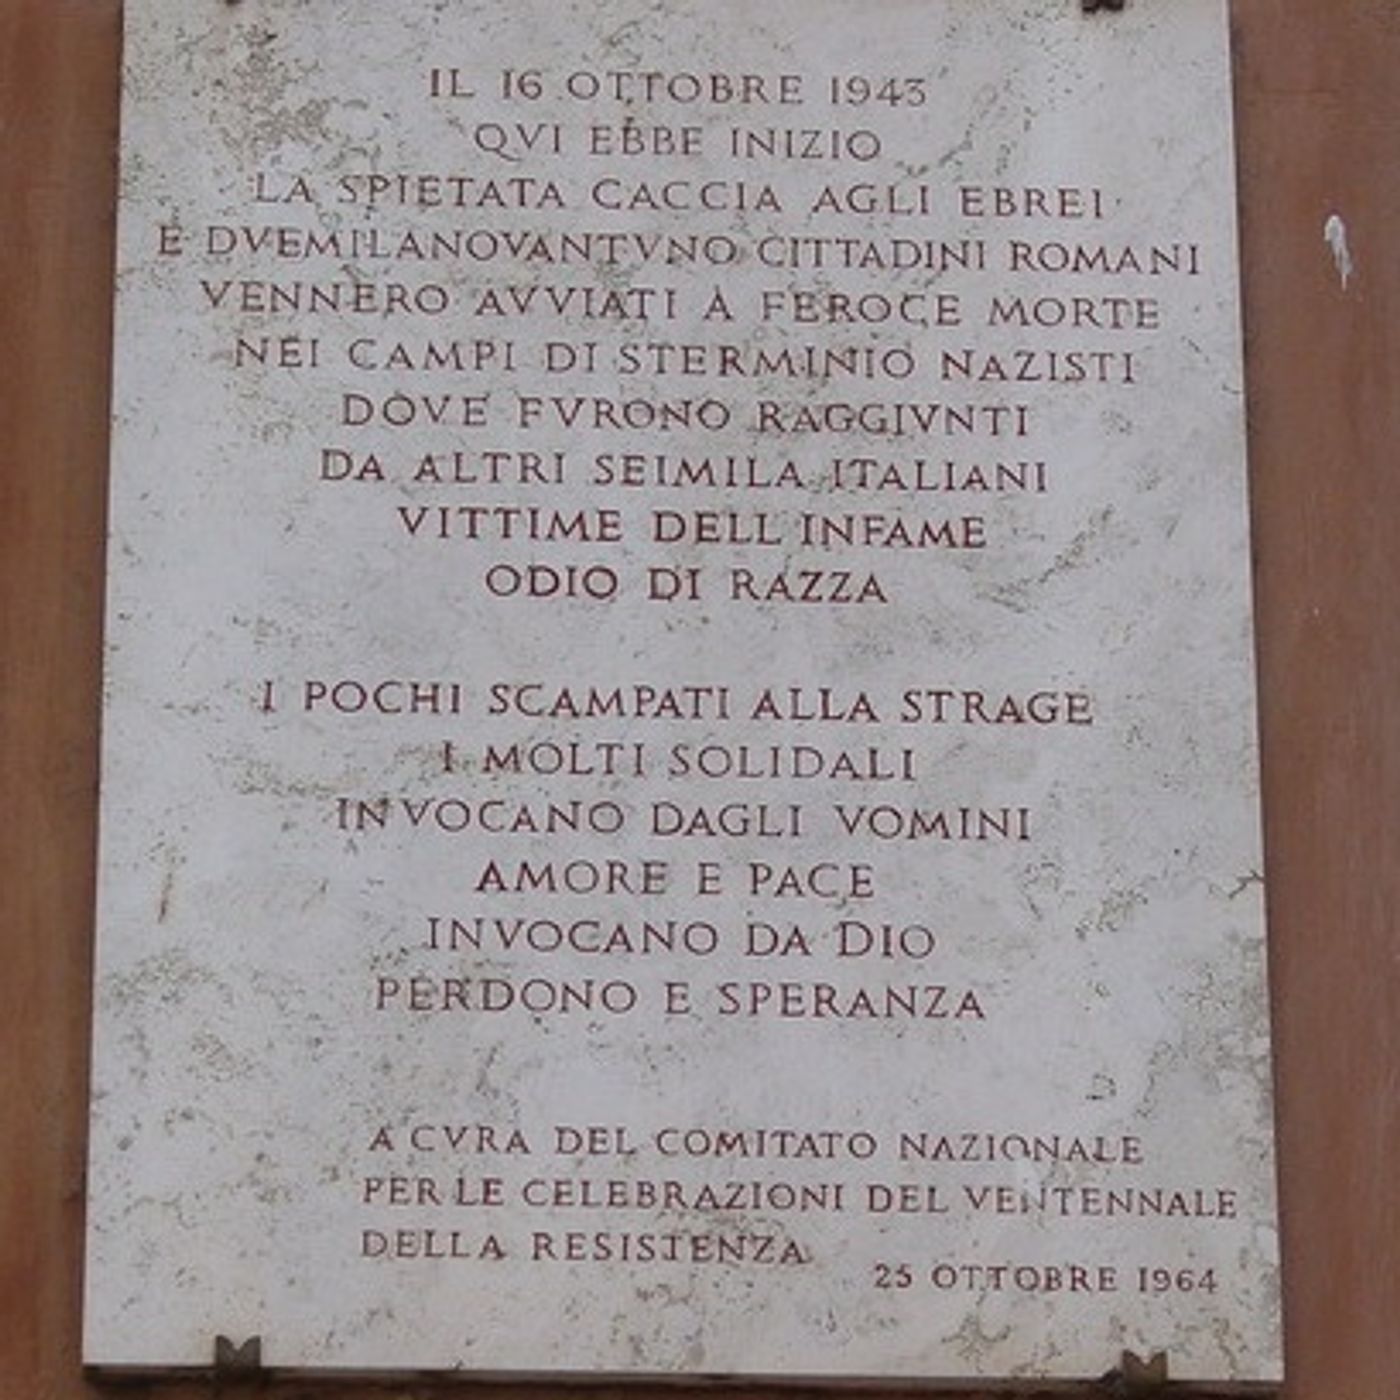 IL 16 OTTOBRE 1943
QVI EBBE INIZIO
LA SPIETATA CACCIA AGLI EBREI
E DVEMILANOVANTVNO CITTADINI ROMANI
VENNERO AVVIATI A FEROCE MORTE
NEI CAMPI DI STERMINIO NAZISTI
DOVE FVRONO RAGGIVNTI
DA ALTRI SEIMILA ITALIANI
VITTIME DELL'INFAME
ODIO DI RAZZA
I POCHI SCAMPATI ALLA STRAGE
I MOLTI SOLIDALI
INVOCANO DAGLI VOMINI
AMORE E PACE
INVOCANO DA DIO
PERDONO E SPERANZA
A CVRA DEL COMITATO NAZIONALE
PER LE CELEBRAZIONI DEL VENTENNALE
DELLA RESISTENZA
25 OTTOBRE 1964